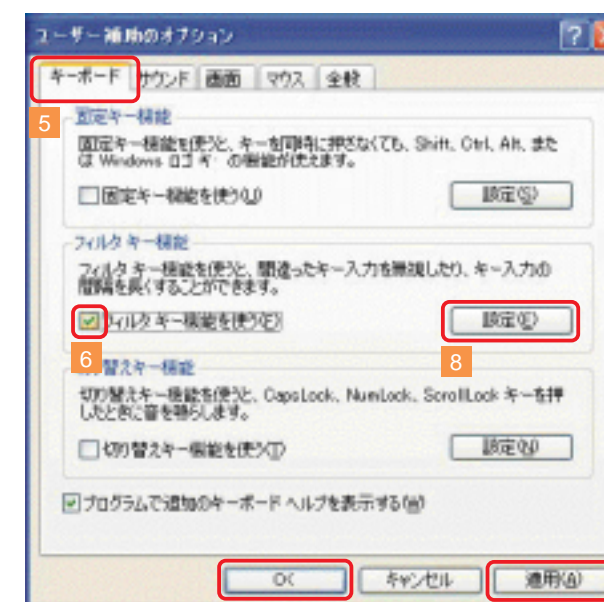 ユーザー補助のオプション
キーボード サウンド 画面 マウス 全般
5
固定キー機能
固定キー機能を使うと、キーを同時に押さなくても、Shift、Ctrl、Alt、また
は Windows ロゴ キー の機能が使えます。
固定キー機能を使う(U) 設定(S)
フィルタ キー機能
フィルタ キー機能を使うと、間違ったキー入力を無視したり、キー入力の
間隔を長くすることができます。
フィルタ キー機能を使う(F) 設定(E)
6 8
切り替えキー機能
切り替えキー機能を使うと、CapsLock、NumLock、ScrollLock キーを押
したときに音を鳴らします。
切り替えキー機能を使う(T) 設定(N)
プログラムで追加のキーボード ヘルプを表示する(W)
OK キャンセル 適用(A)